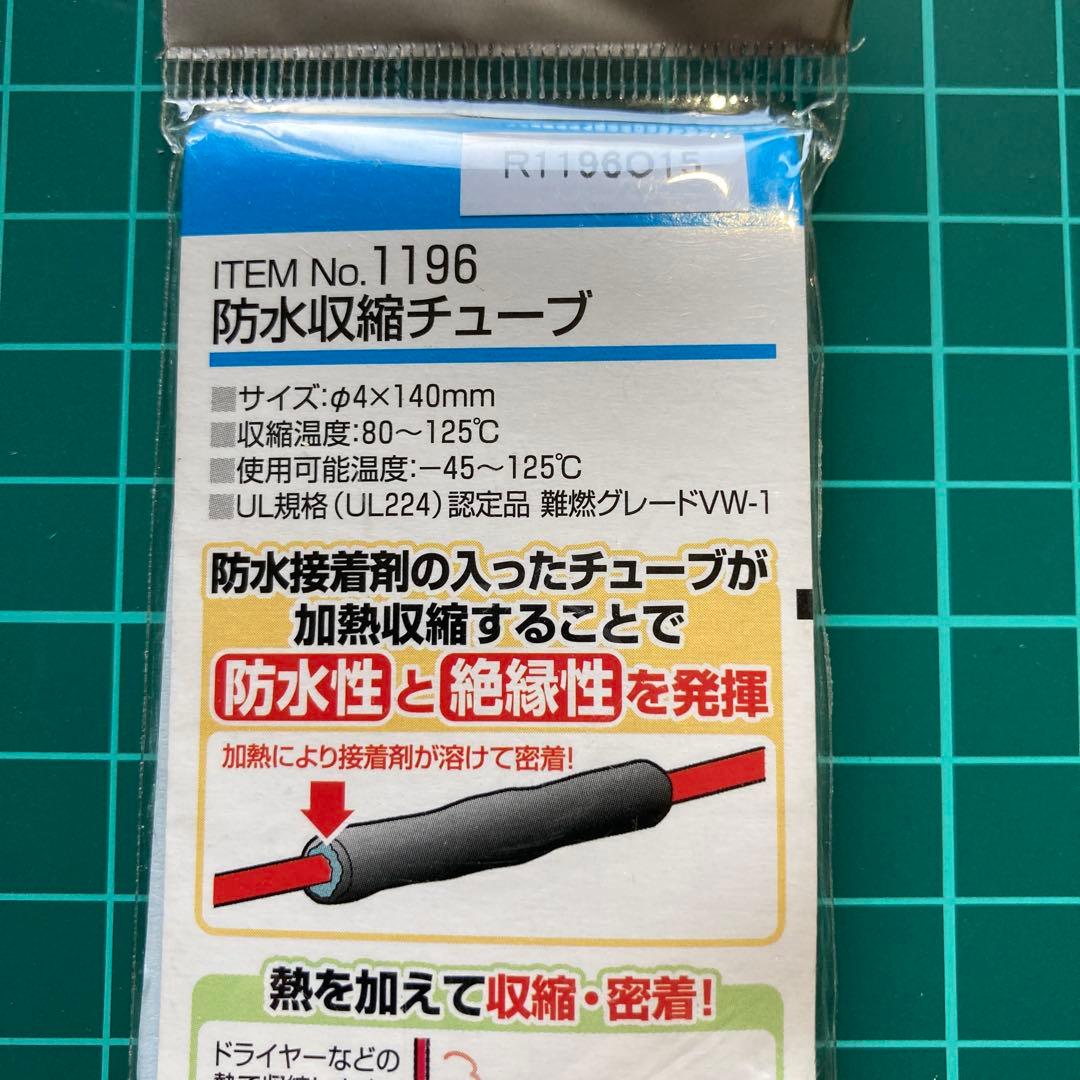 R1196O15
ITEM No.1196
防水収縮チューブ
■サイズ:φ4×140mm
■収縮温度:80〜125℃
■使用可能温度:−45〜125℃
■UL規格（UL224）認定品 難燃グレードVW-1
防水接着剤の入ったチューブが
加熱収縮することで
防水性と絶縁性を発揮
加熱により接着剤が溶けて密着!
熱を加えて収縮・密着!
ドライヤーなどの